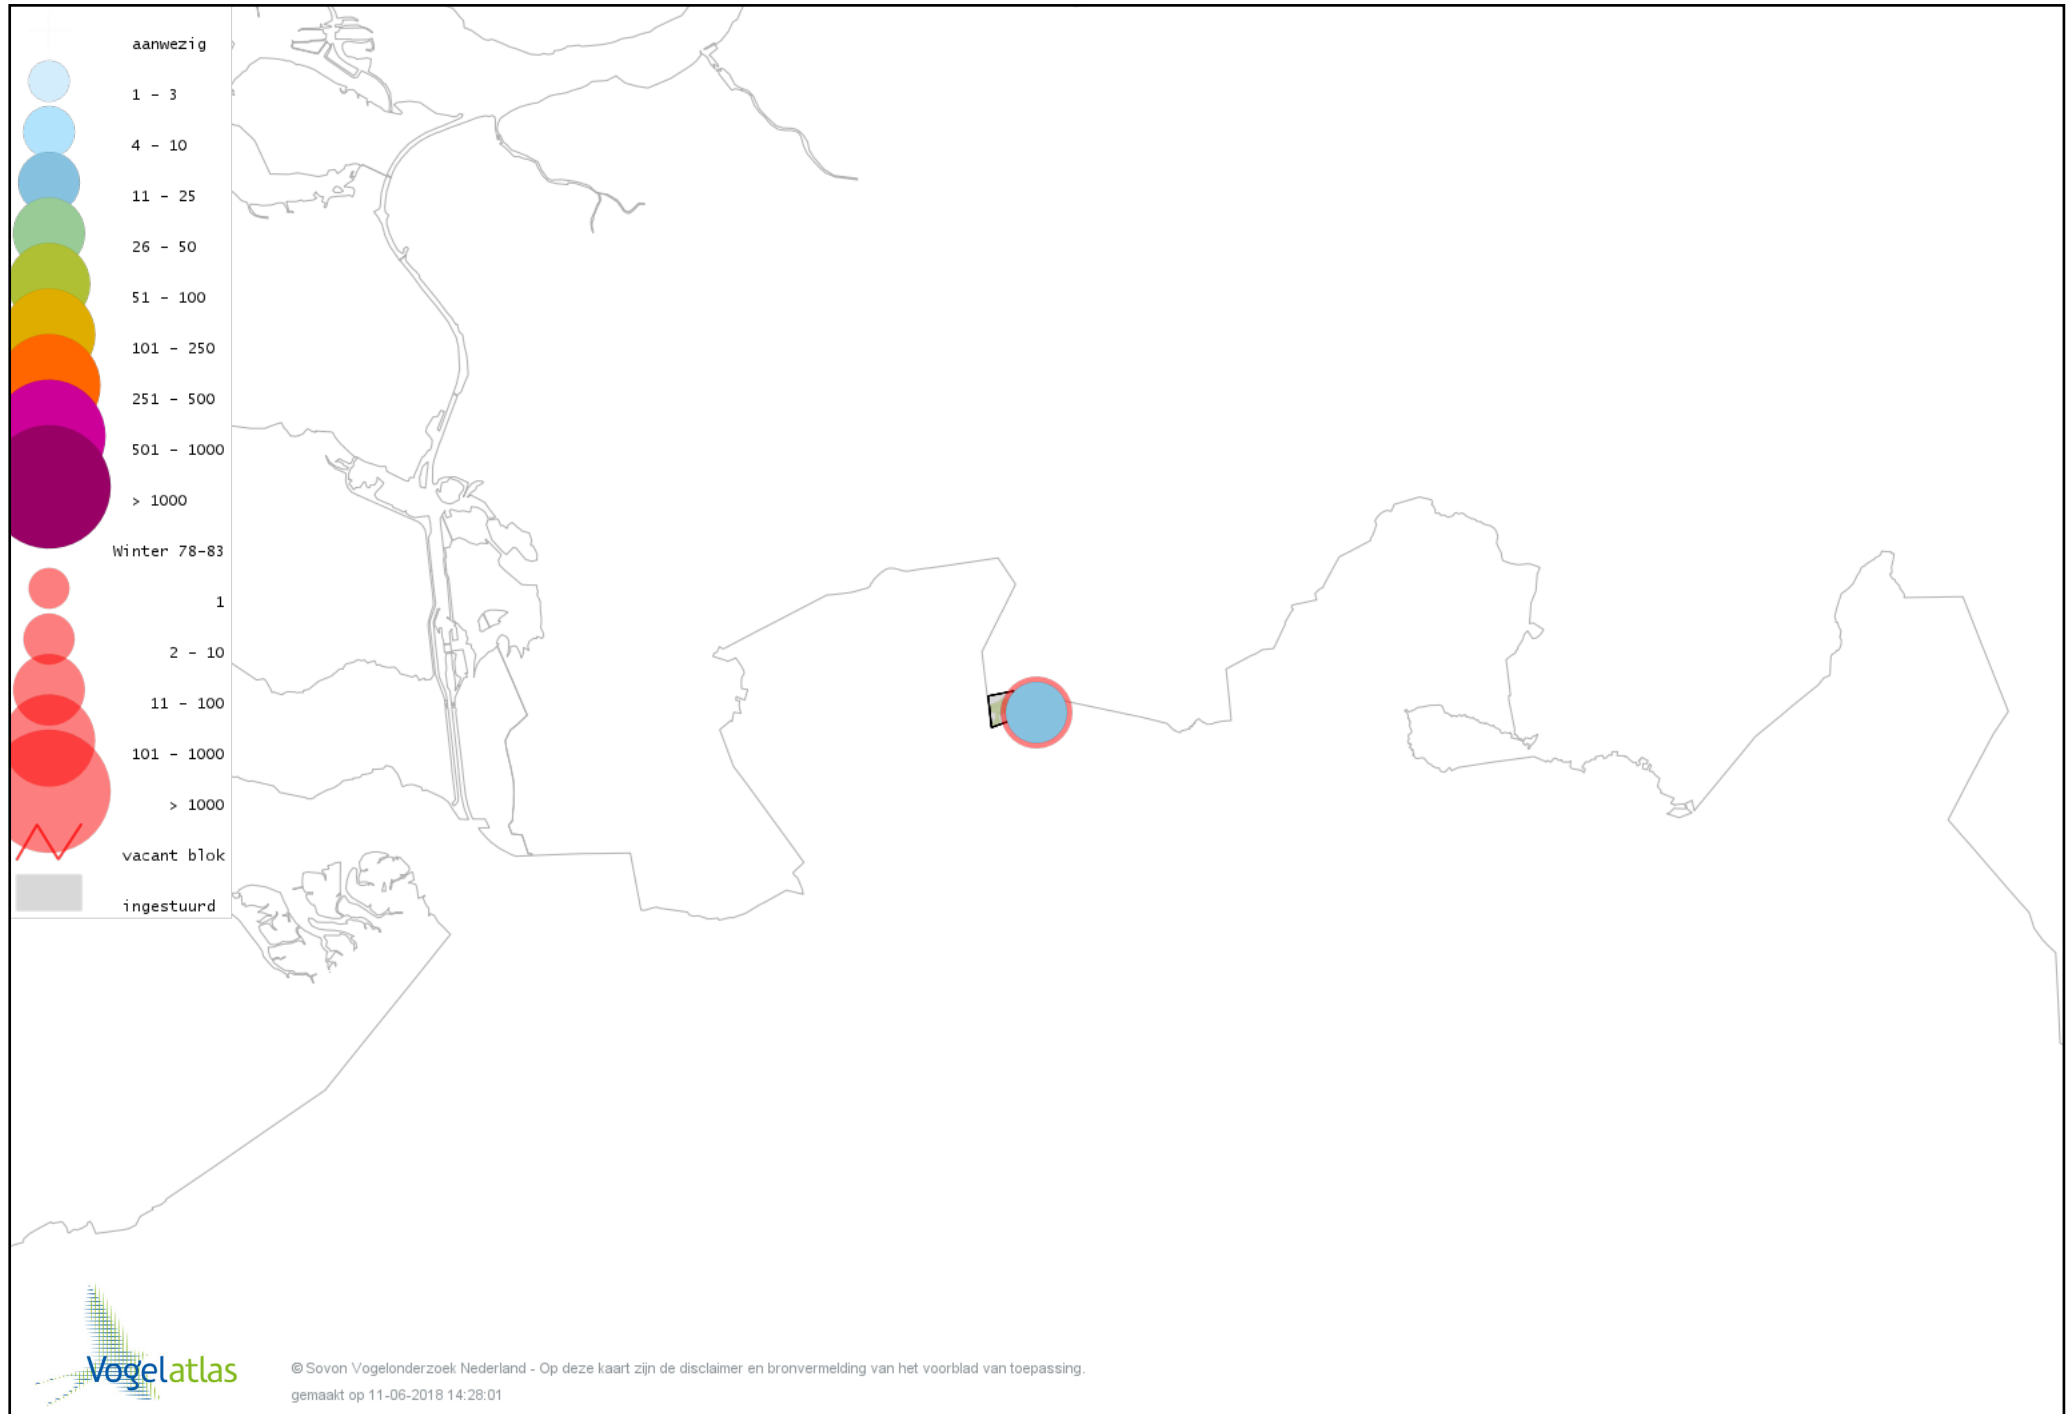 aanwezig
1 - 3
4 - 10
11 - 25
26 - 50
51 - 100
101 - 250
251 - 500
501 - 1000
> 1000
Winter 78-83
1
2 - 10
11 - 100
101 - 1000
> 1000
vacant blok
ingestuurd
Vogelatlas
© Sovon Vogelonderzoek Nederland - Op deze kaart zijn de disclaimer en bronvermelding van het voorblad van toepassing.
gemaakt op 11-06-2018 14:28:01